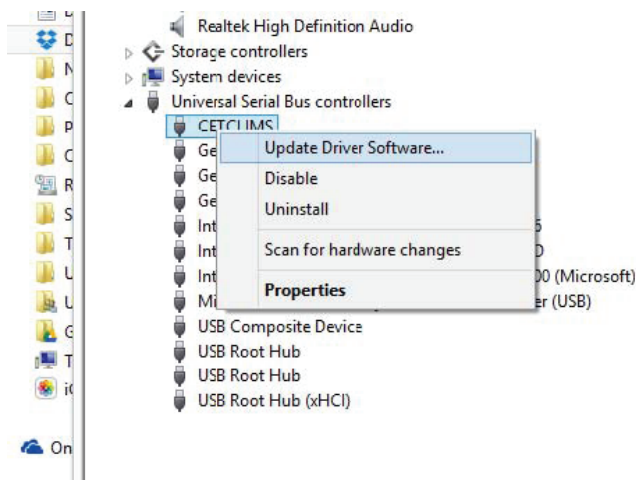 Realtek High Definition Audio
Storage controllers
System devices
Universal Serial Bus controllers
CETCLIMS
Ge
Update Driver Software...
Ge
Disable
Ge
Uninstall
Int
Int
Scan for hardware changes
Int
00 (Microsoft)
Mi
Properties
er (USB)
USB Composite Device
USB Root Hub
USB Root Hub
USB Root Hub (xHCI)
D
N
C
P
C
R
S
T
U
U
G
T
iC
On